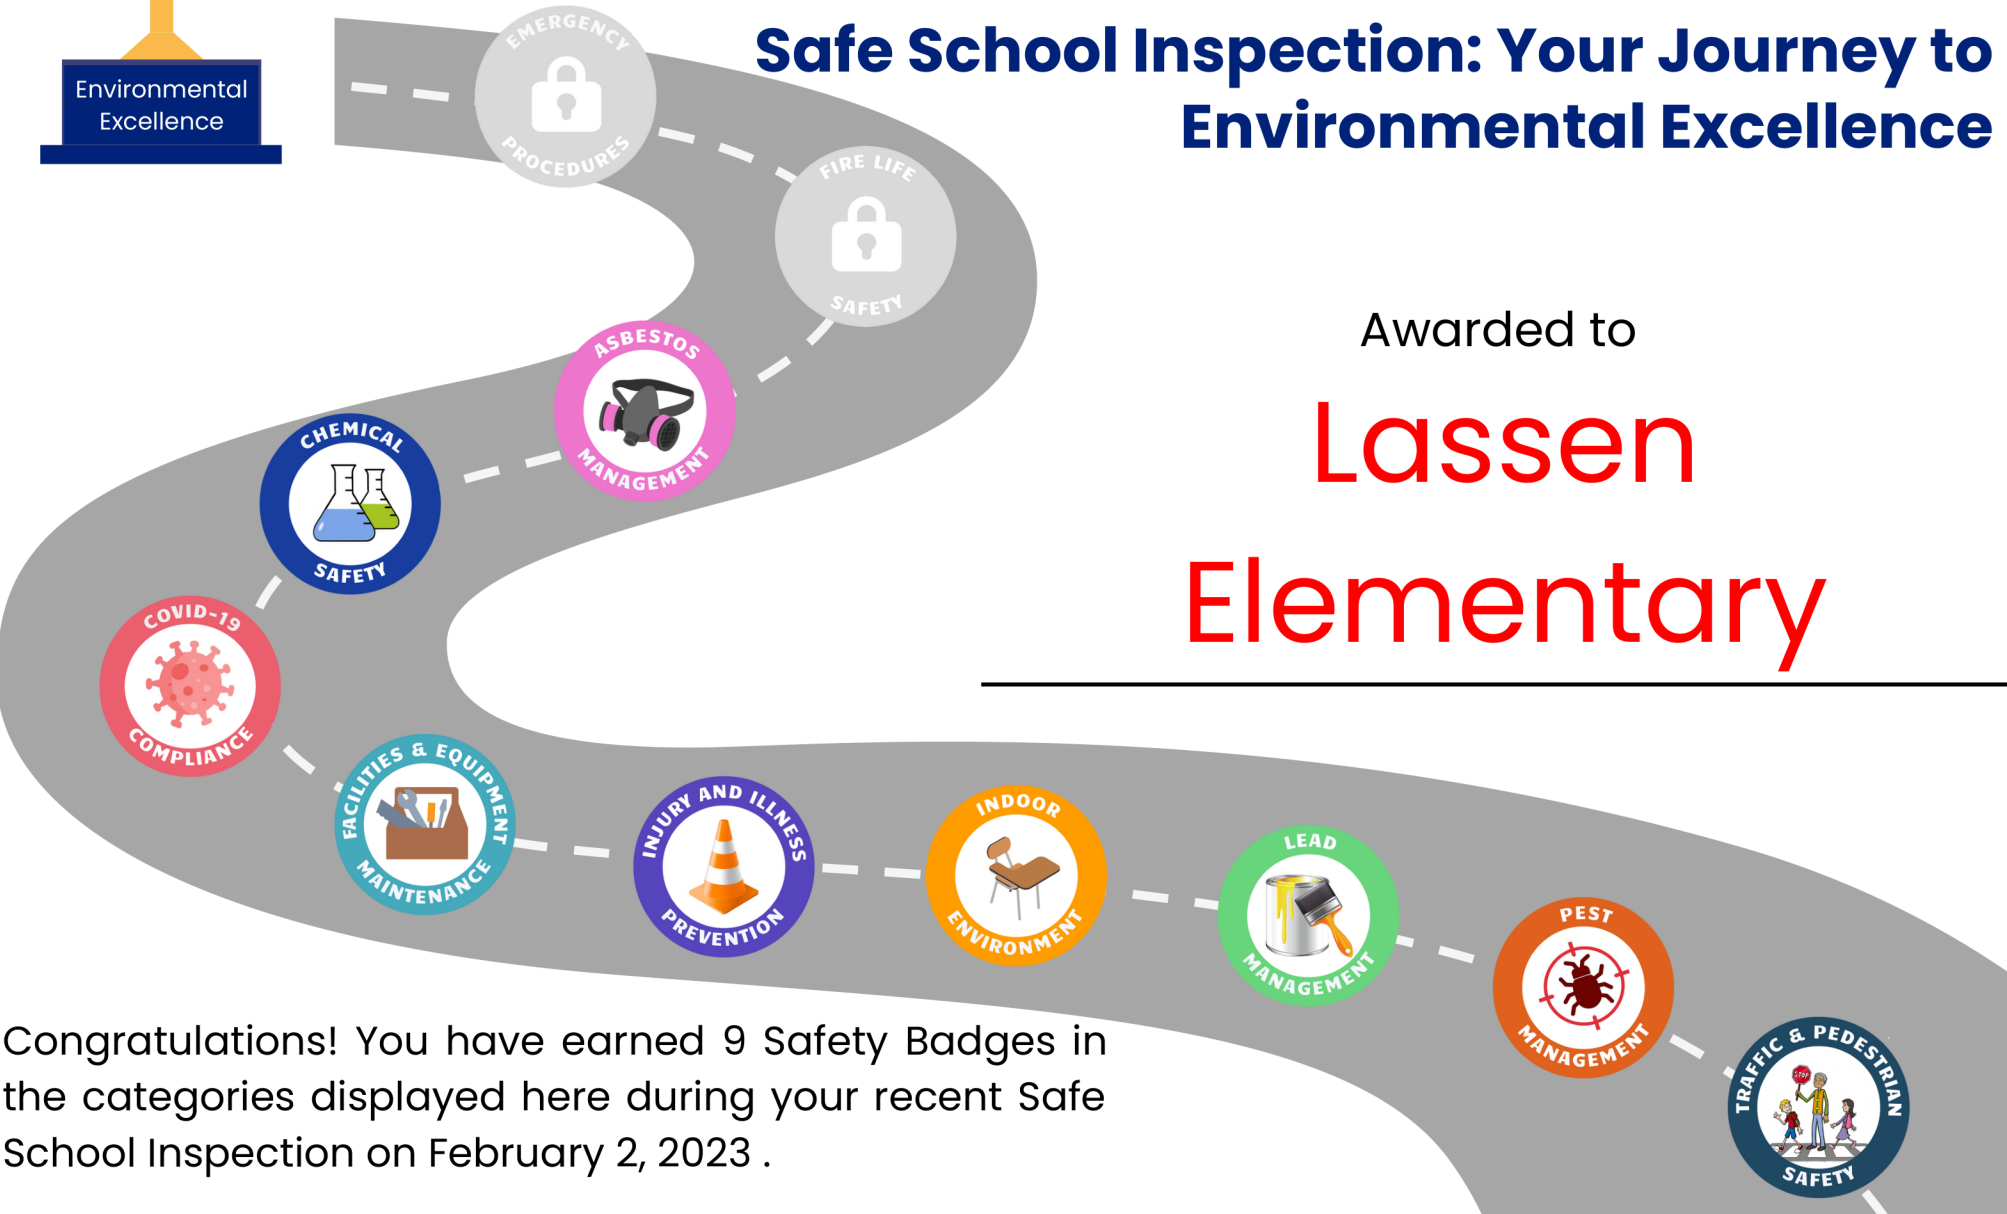 Environmental
Excellence
Safe School Inspection: Your Journey to
Environmental Excellence
EMERGENCY
PROCEDURES
FIRE LIFE
SAFETY
Awarded to
Lassen
Elementary
ASBESTOS
MANAGEMENT
CHEMICAL
SAFETY
COVID-19
COMPLIANCE
FACILITIES & EQUIPMENT
MAINTENANCE
INJURY AND ILLNESS
PREVENTION
INDOOR
ENVIRONMENT
LEAD
MANAGEMENT
PEST
MANAGEMENT
TRAFFIC & PEDESTRIAN
STOP
SAFETY
Congratulations! You have earned 9 Safety Badges in
the categories displayed here during your recent Safe
School Inspection on February 2, 2023 .